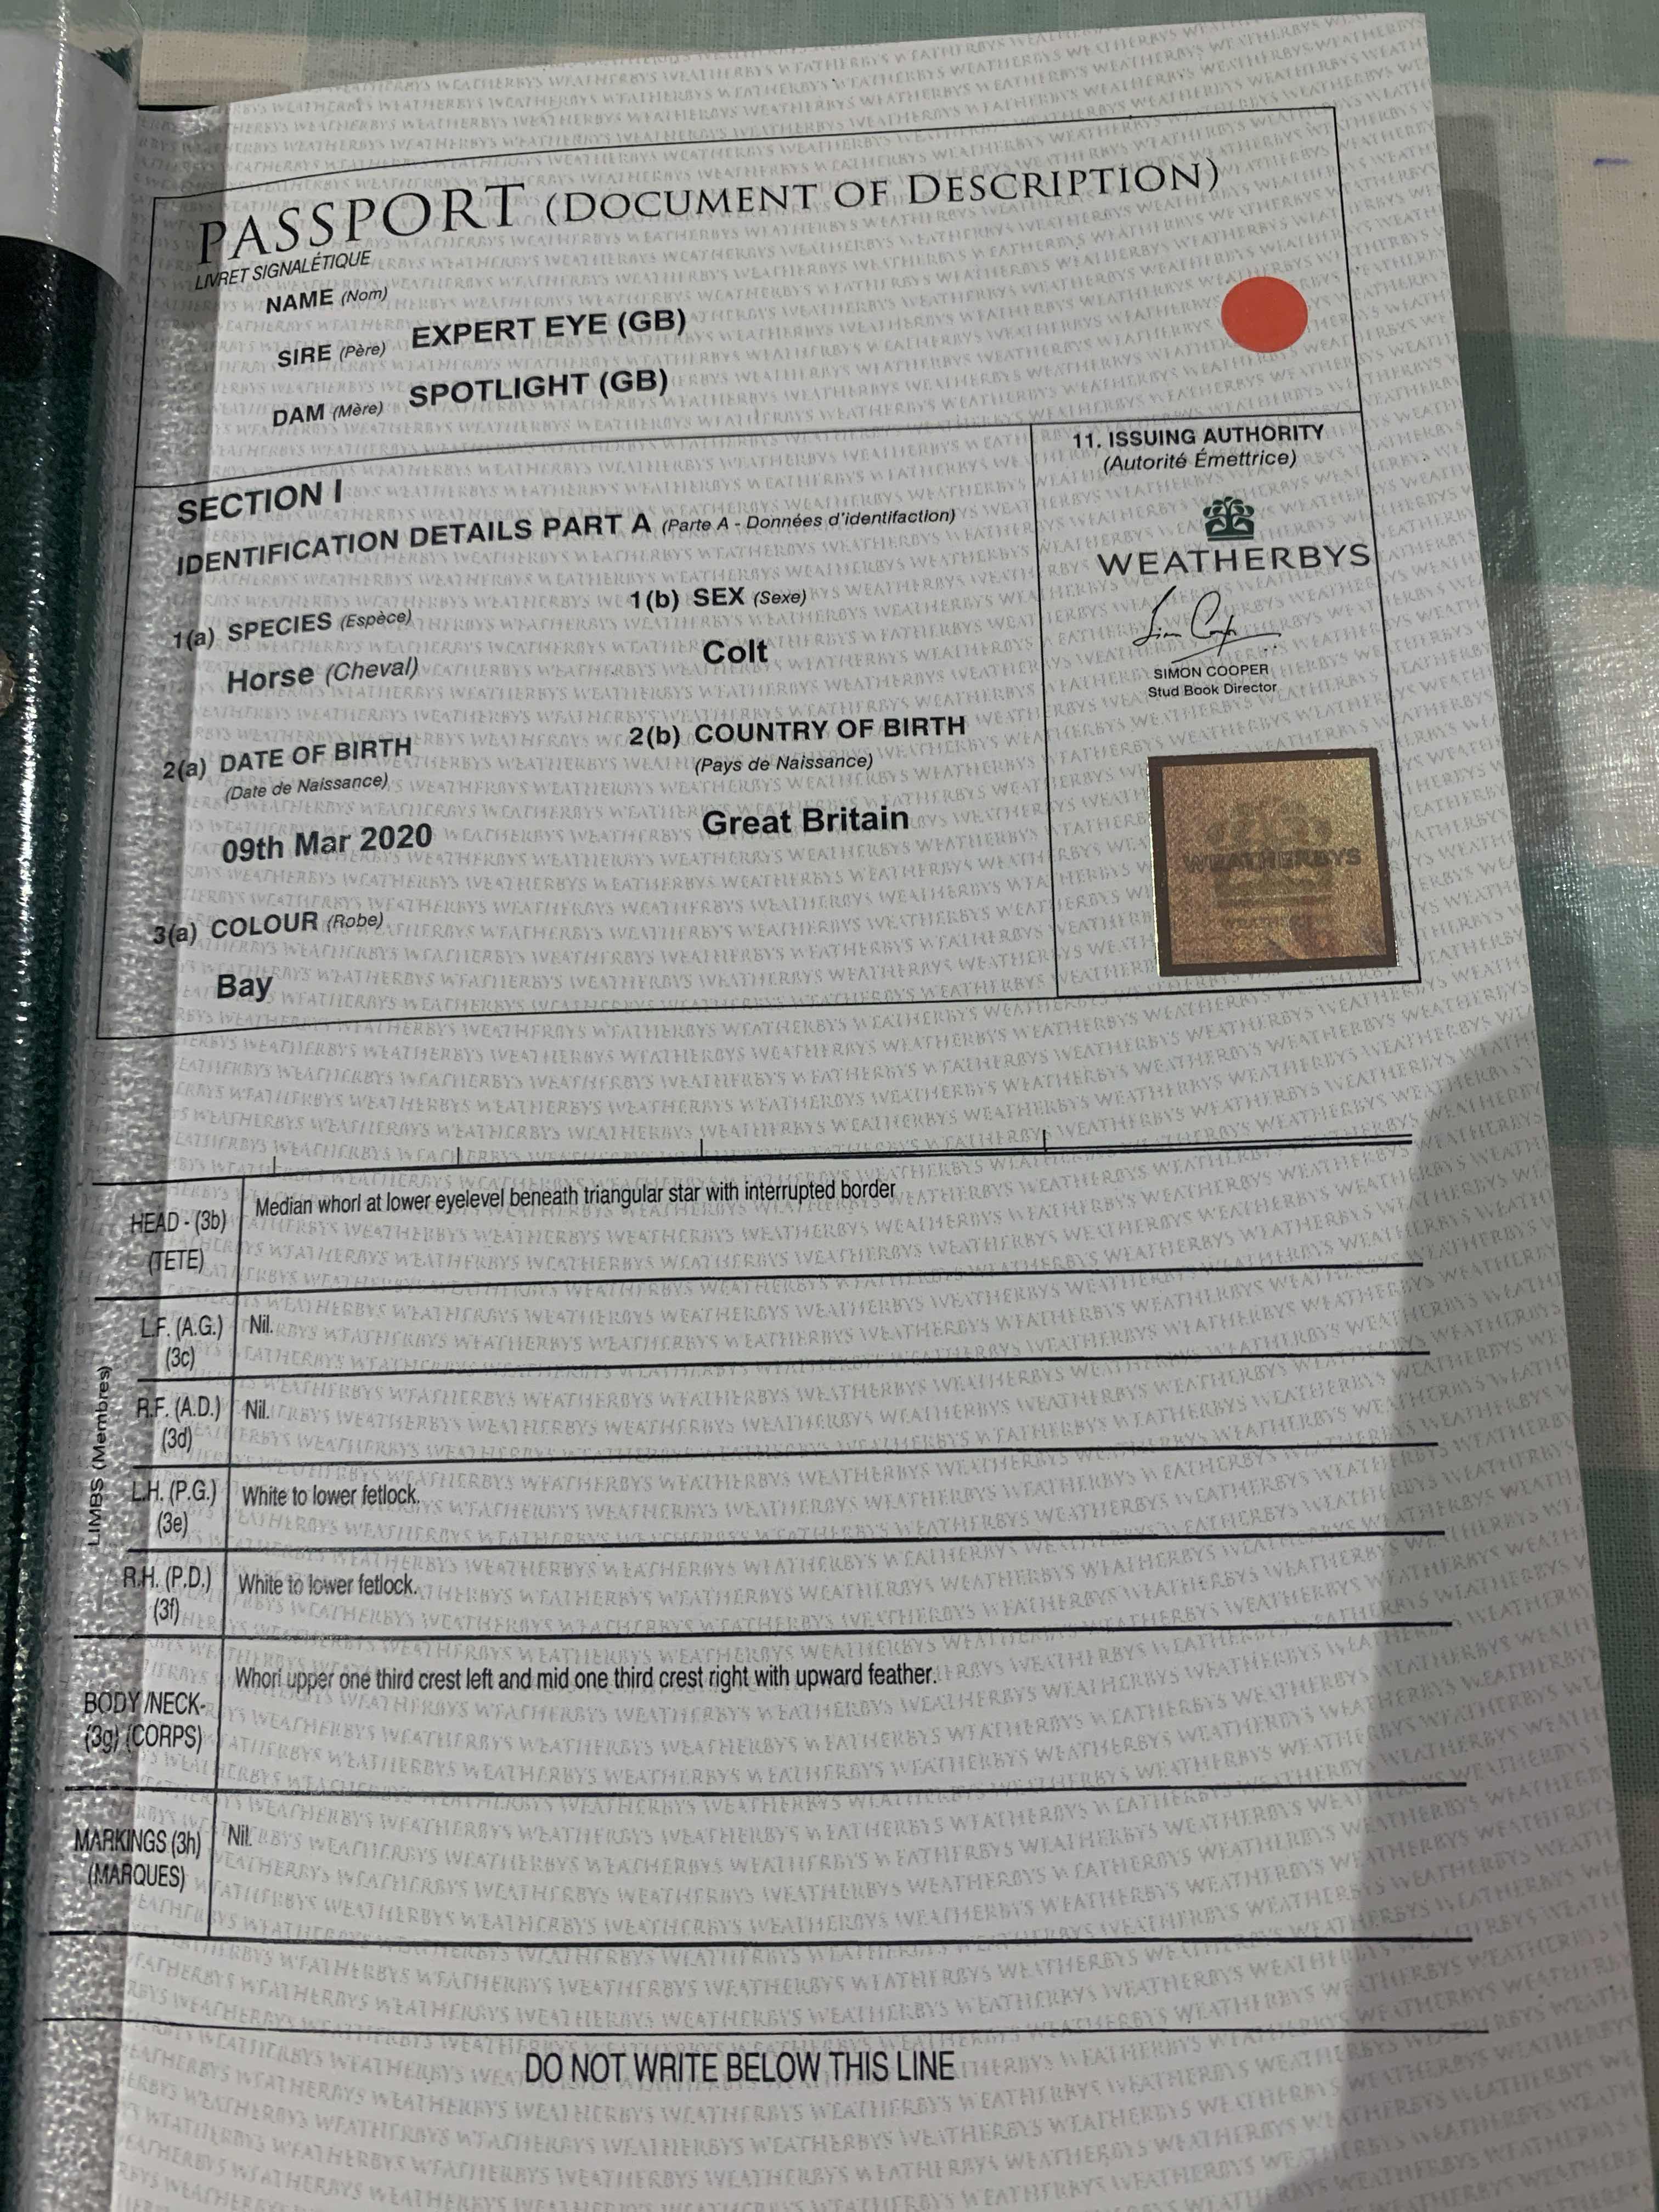 PASSPORT (DOCUMENT OF DESCRIPTION)
LIVRET SIGNALÉTIQUE
NAME (Nom)
SIRE (Père) EXPERT EYE (GB)
DAM (Mère) SPOTLIGHT (GB)
SECTION I
IDENTIFICATION DETAILS PART A (Parte A - Données d'identifaction)
1(a) SPECIES (Espèce)
Horse (Cheval)
1(b) SEX (Sexe)
Colt
2(a) DATE OF BIRTH
(Date de Naissance)
09th Mar 2020
2(b) COUNTRY OF BIRTH
(Pays de Naissance)
Great Britain
3(a) COLOUR (Robe)
Bay
11. ISSUING AUTHORITY
(Autorité Émettrice)
WEATHERBYS
SIMON COOPER
Stud Book Director
WEATHERBYS
HEAD - (3b)
(TETE)
Median whorl at lower eyelevel beneath triangular star with interrupted border
LIMBS (Membres)
L.F. (A.G.)
(3c)
Nil.
R.F. (A.D.)
(3d)
Nil.
L.H. (P.G.)
(3e)
White to lower fetlock.
R.H. (P.D.)
(3f)
White to lower fetlock.
BODY /NECK-
(3g) (CORPS)
Whorl upper one third crest left and mid one third crest right with upward feather.
MARKINGS (3h)
(MARQUES)
Nil.
DO NOT WRITE BELOW THIS LINE